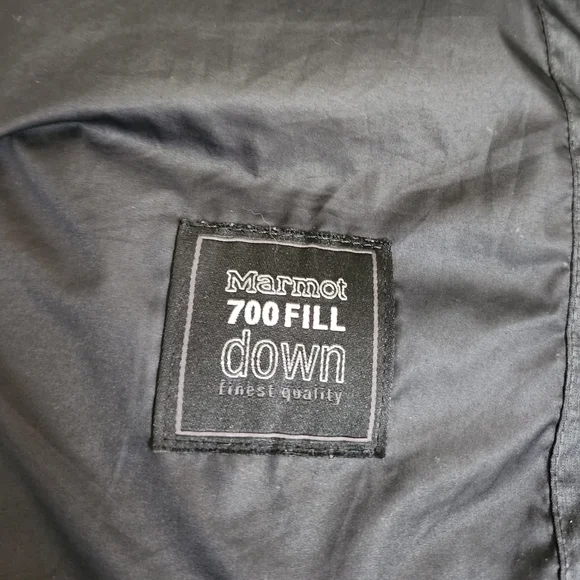 Marmot
700 FILL
down
finest quality